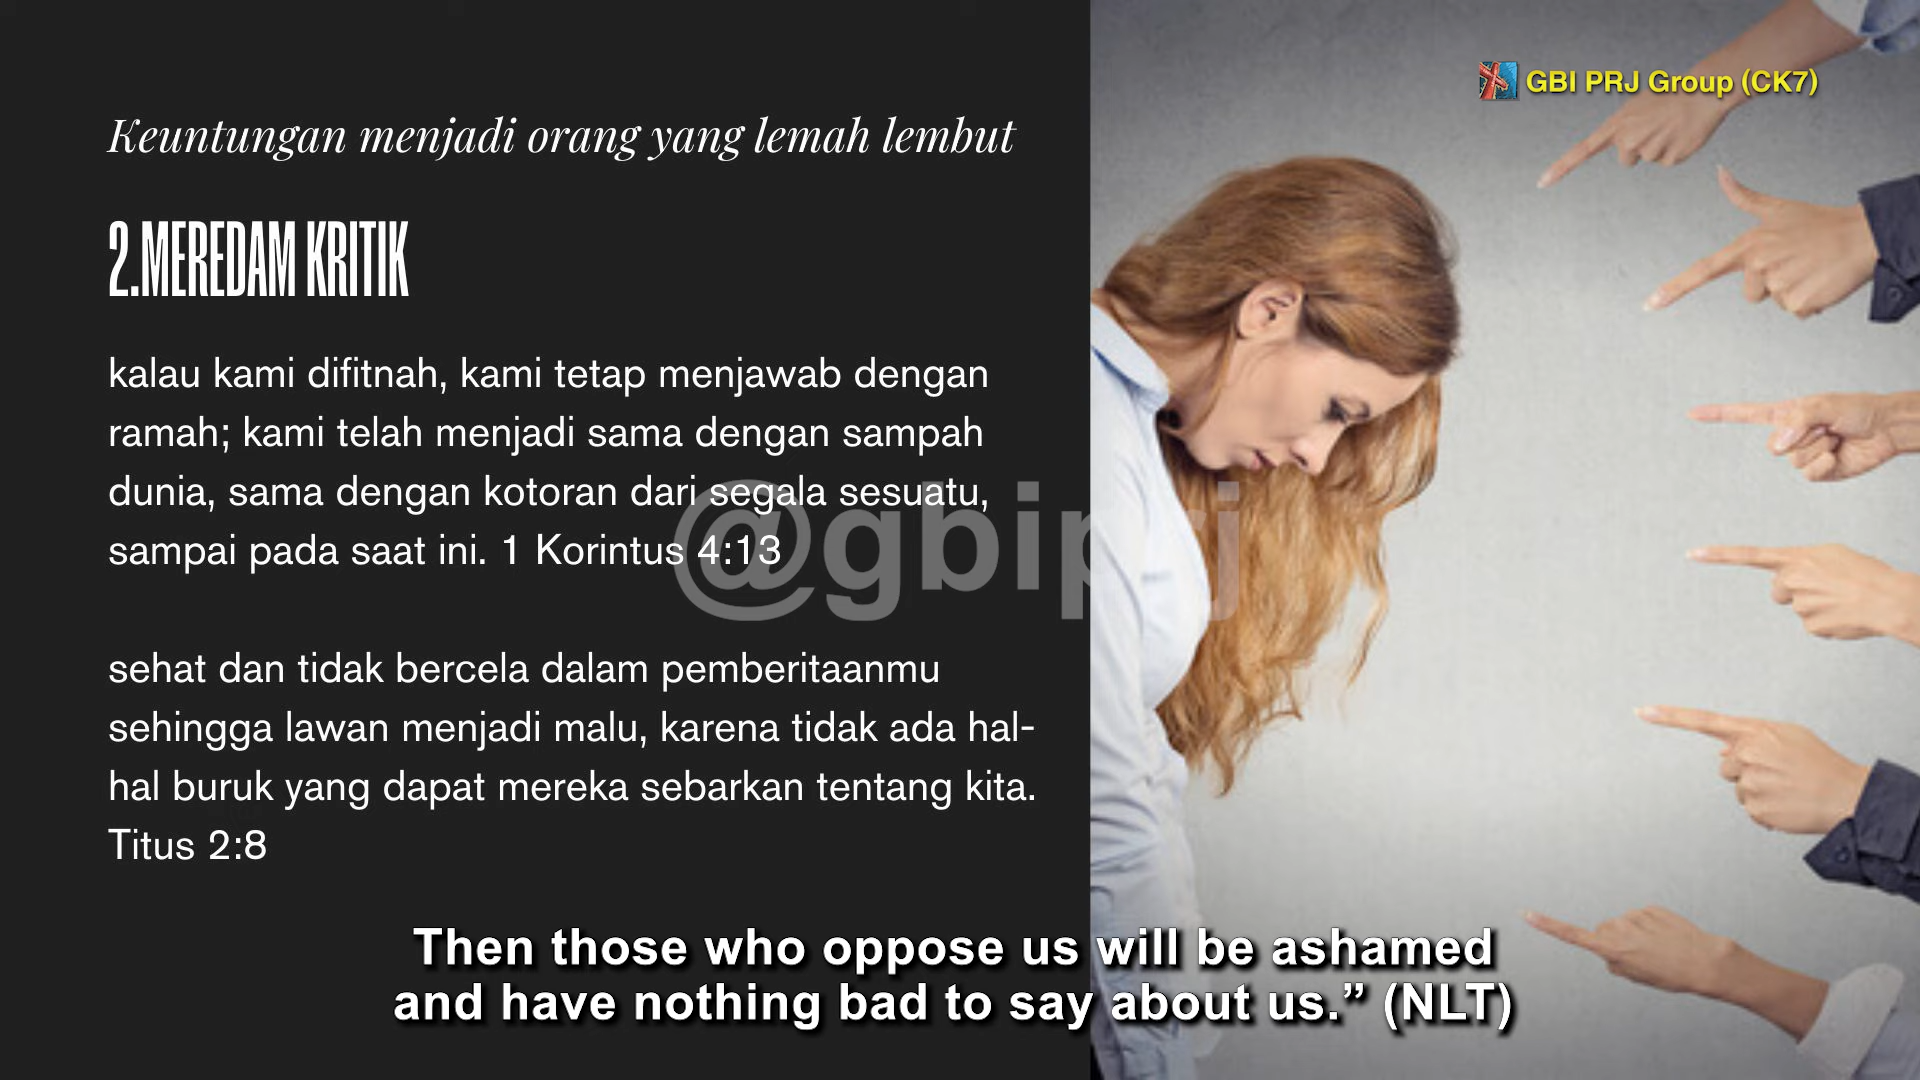 GBI PRJ Group (CK7)
Keuntungan menjadi orang yang lemah lembut
2.MEREDAM KRITIK
kalau kami difitnah, kami tetap menjawab dengan
ramah; kami telah menjadi sama dengan sampah
dunia, sama dengan kotoran dari segala sesuatu,
sampai pada saat ini. 1 Korintus 4:13
@gbiprj
sehat dan tidak bercela dalam pemberitaanmu
sehingga lawan menjadi malu, karena tidak ada hal-
hal buruk yang dapat mereka sebarkan tentang kita.
Titus 2:8
Then those who oppose us will be ashamed
and have nothing bad to say about us.” (NLT)